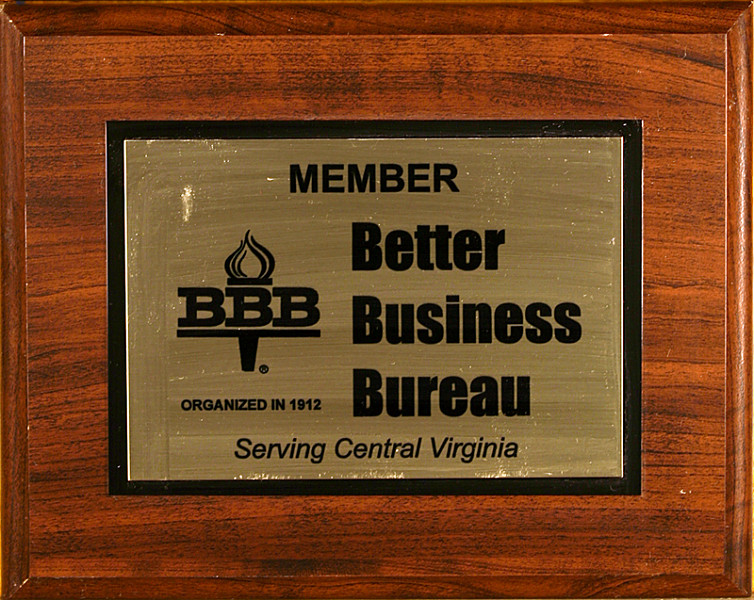 MEMBER
Better
Business
Bureau
BBB
®
ORGANIZED IN 1912
Serving Central Virginia